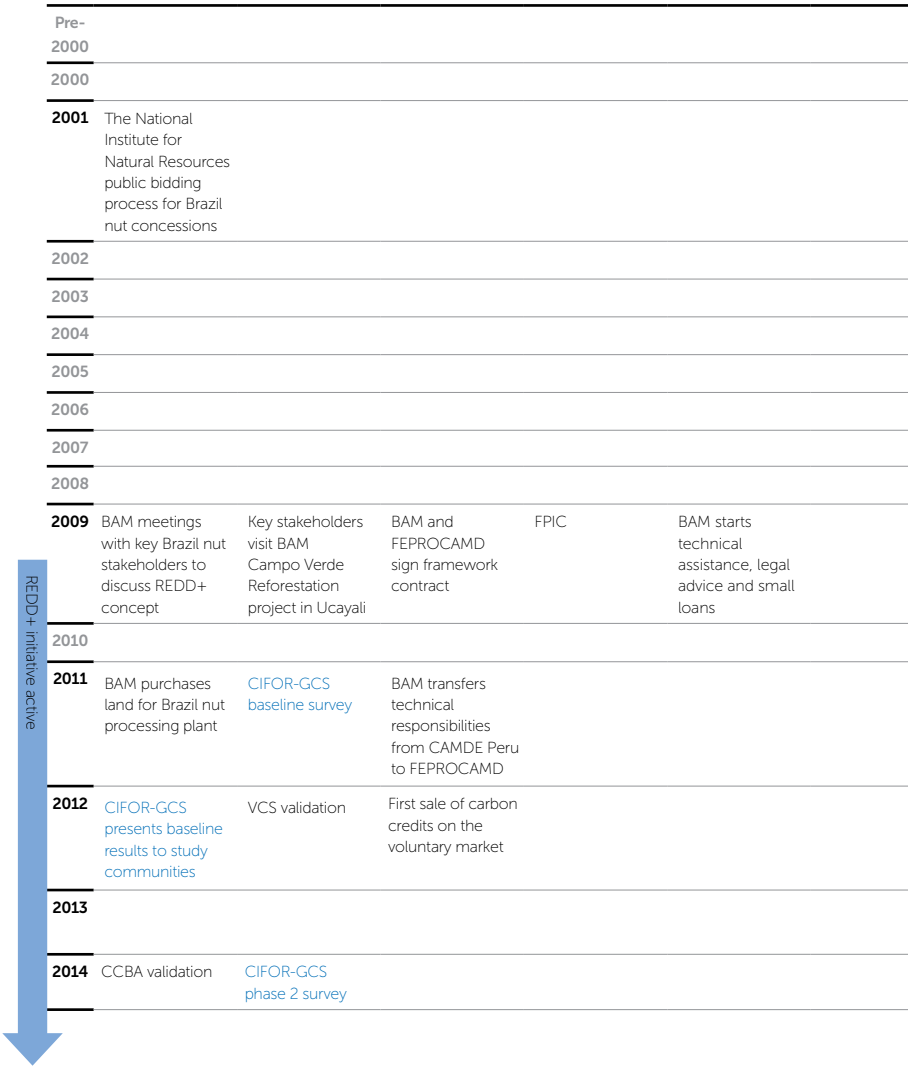 Pre-
2000
2000
2001
The National
Institute for
Natural Resources
public bidding
process for Brazil
nut concessions
2002
2003
2004
2005
2006
2007
2008
2009
BAM meetings
with key Brazil nut
stakeholders to
discuss REDD+
concept
Key stakeholders
visit BAM
Campo Verde
Reforestation
project in Ucayali
BAM and
FEPROCAMD
sign framework
contract
FPIC
BAM starts
technical
assistance, legal
advice and small
loans
REDD+ initiative active
2010
2011
BAM purchases
land for Brazil nut
processing plant
CIFOR-GCS
baseline survey
BAM transfers
technical
responsibilities
from CAMDE Peru
to FEPROCAMD
2012
CIFOR-GCS
presents baseline
results to study
communities
VCS validation
First sale of carbon
credits on the
voluntary market
2013
2014
CCBA validation
CIFOR-GCS
phase 2 survey